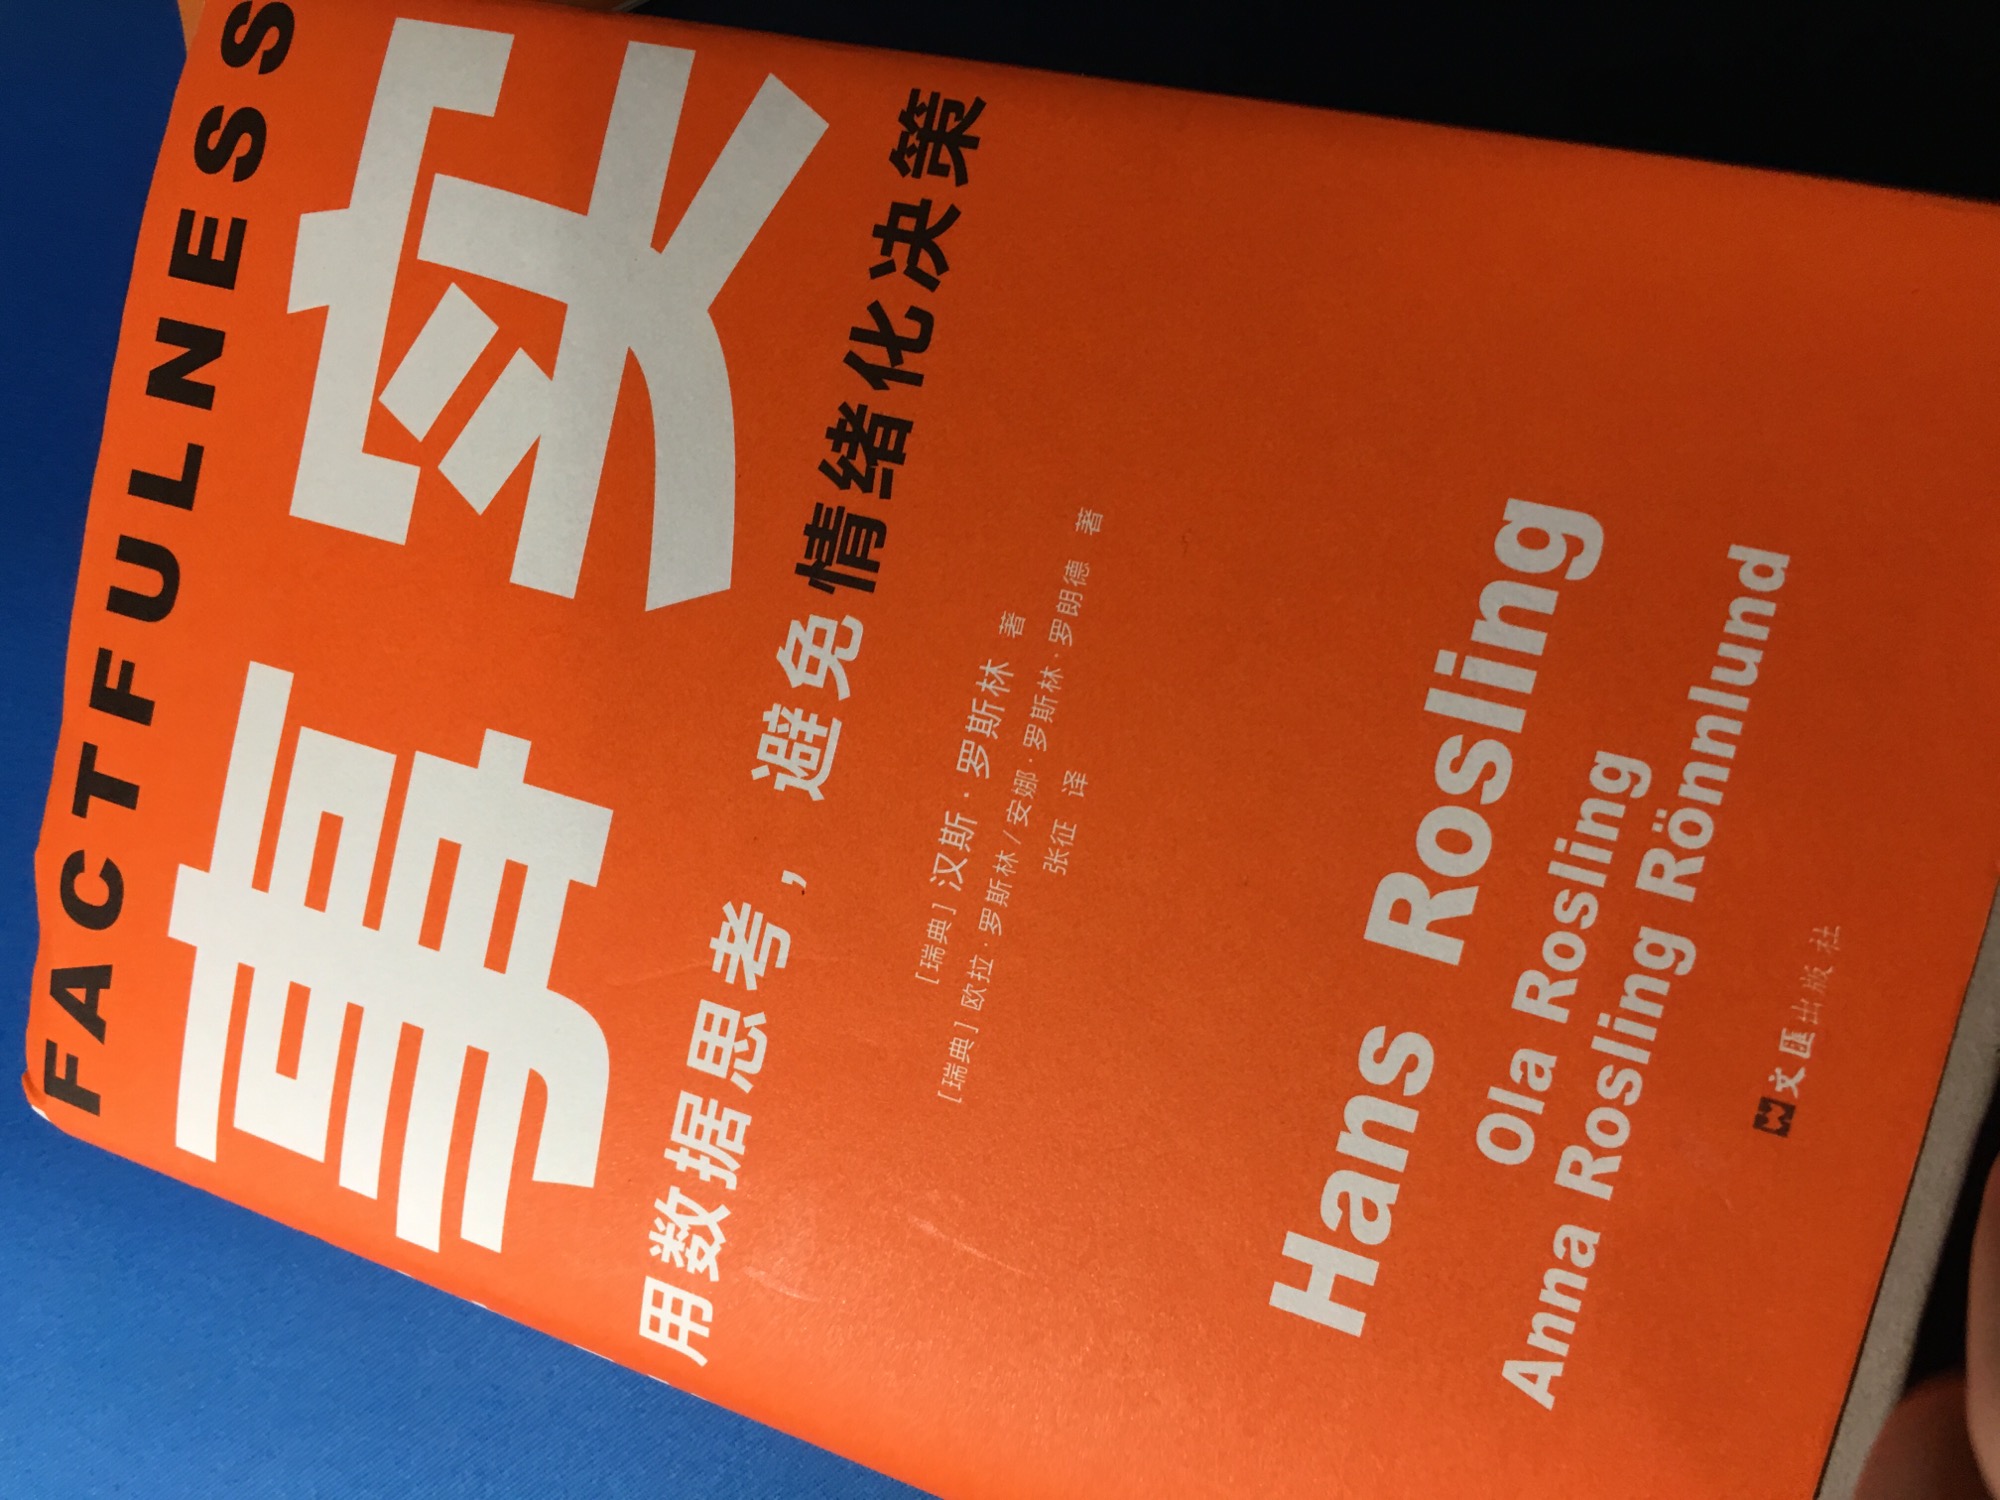 FACTFULNESS
事实
用数据思考，避免情绪化决策
［瑞典］汉斯·罗斯林 著
［瑞典］欧拉·罗斯林/安娜·罗斯林·罗朗德 著
张征 译
Hans Rosling
Ola Rosling
Anna Rosling Rönnlund
文匯出版社